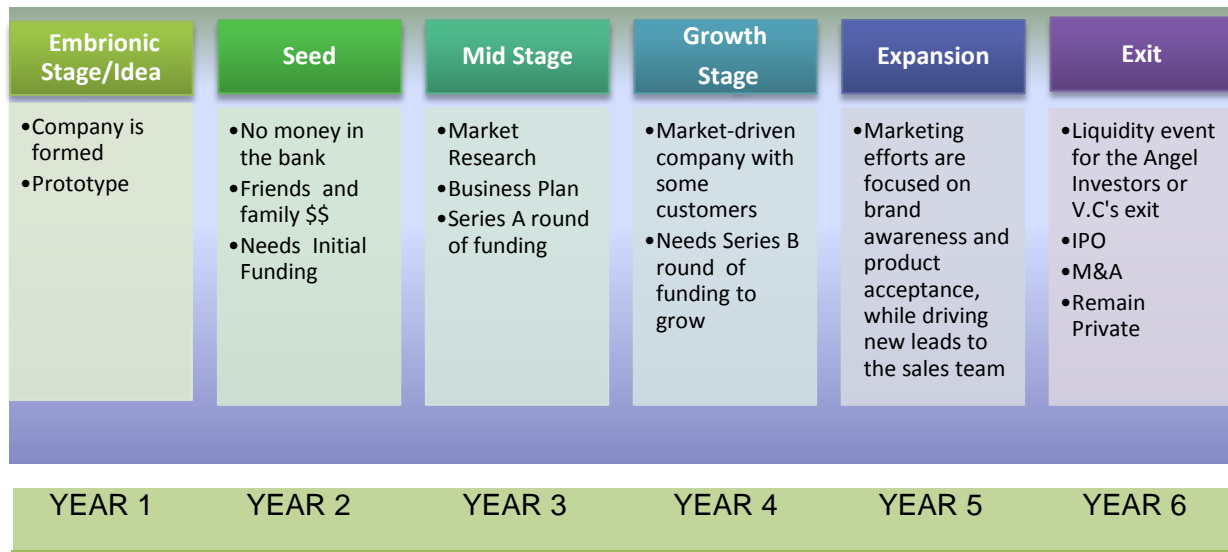 Embrionic
Stage/Idea
•Company is
formed
•Prototype
Seed
•No money in
the bank
•Friends and
family $$
•Needs Initial
Funding
Mid Stage
•Market
Research
•Business Plan
•Series A round
of funding
Growth
Stage
•Market-driven
company with
some
customers
•Needs Series B
round of
funding to
grow
Expansion
•Marketing
efforts are
focused on
brand
awareness and
product
acceptance,
while driving
new leads to
the sales team
Exit
•Liquidity event
for the Angel
Investors or
V.C's exit
•IPO
•M&A
•Remain
Private
YEAR 1
YEAR 2
YEAR 3
YEAR 4
YEAR 5
YEAR 6